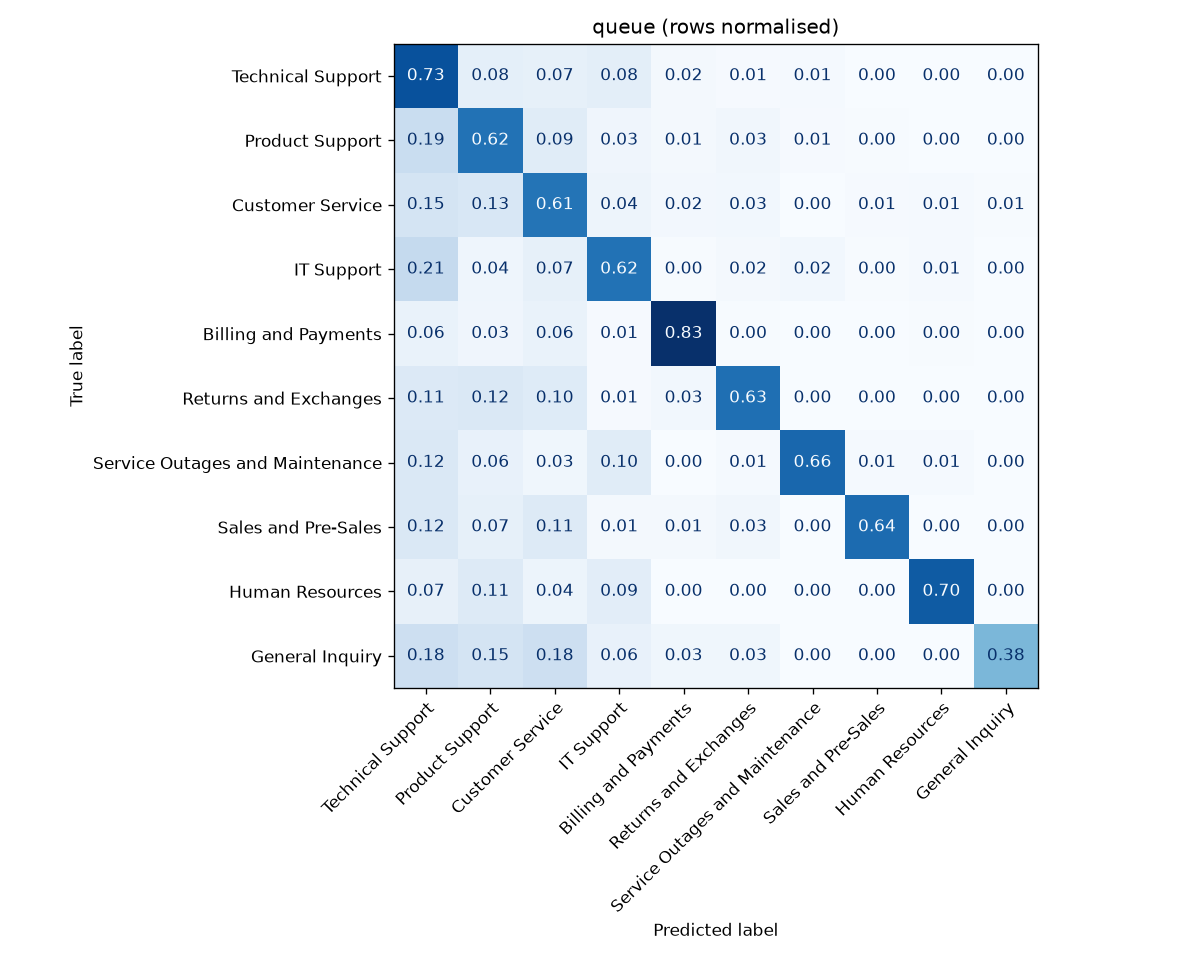 queue (rows normalised)
Technical Support 0.73 0.08 0.07 0.08 0.02 0.01 0.01 0.00 0.00 0.00
Product Support 0.19 0.62 0.09 0.03 0.01 0.03 0.01 0.00 0.00 0.00
Customer Service 0.15 0.13 0.61 0.04 0.02 0.03 0.00 0.01 0.01 0.01
IT Support 0.21 0.04 0.07 0.62 0.00 0.02 0.02 0.00 0.01 0.00
Billing and Payments 0.06 0.03 0.06 0.01 0.83 0.00 0.00 0.00 0.00 0.00
Returns and Exchanges 0.11 0.12 0.10 0.01 0.03 0.63 0.00 0.00 0.00 0.00
Service Outages and Maintenance 0.12 0.06 0.03 0.10 0.00 0.01 0.66 0.01 0.01 0.00
Sales and Pre-Sales 0.12 0.07 0.11 0.01 0.01 0.03 0.00 0.64 0.00 0.00
Human Resources 0.07 0.11 0.04 0.09 0.00 0.00 0.00 0.00 0.70 0.00
General Inquiry 0.18 0.15 0.18 0.06 0.03 0.03 0.00 0.00 0.00 0.38
True label
Technical Support
Product Support
Customer Service
IT Support
Billing and Payments
Returns and Exchanges
Service Outages and Maintenance
Sales and Pre-Sales
Human Resources
General Inquiry
Predicted label